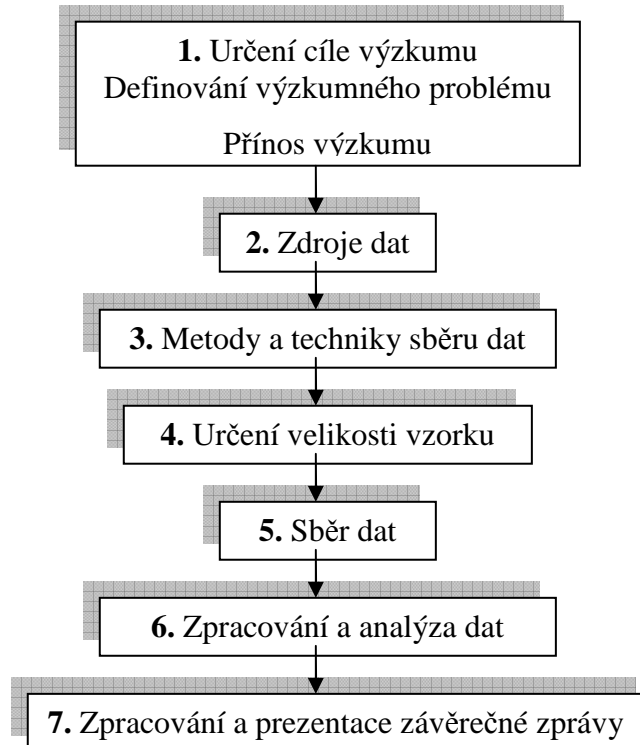 1. Určení cíle výzkumu
Definování výzkumného problému
Přínos výzkumu
2. Zdroje dat
3. Metody a techniky sběru dat
4. Určení velikosti vzorku
5. Sběr dat
6. Zpracování a analýza dat
7. Zpracování a prezentace závěrečné zprávy